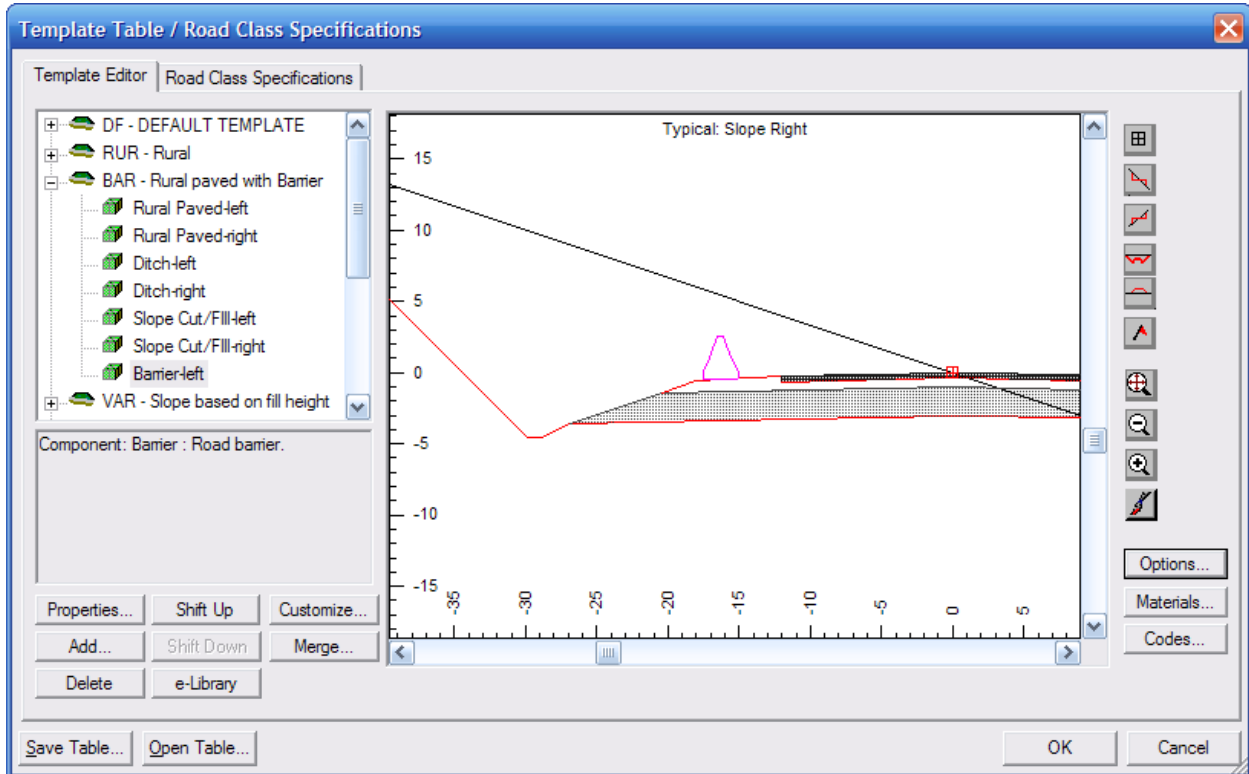 Template Table / Road Class Specifications
Template Editor
Road Class Specifications
DF - DEFAULT TEMPLATE
RUR - Rural
BAR - Rural paved with Barrier
Rural Paved-left
Rural Paved-right
Ditch-left
Ditch-right
Slope Cut/FIll-left
Slope Cut/FIll-right
Barrier-left
VAR - Slope based on fill height
Component: Barrier : Road barrier.
Properties...
Shift Up
Customize...
Add...
Shift Down
Merge...
Delete
e-Library
Typical: Slope Right
15
10
5
0
-5
-10
-15
-35
-30
-25
-20
-15
-10
-5
0
5
Options...
Materials...
Codes...
Save Table...
Open Table...
OK
Cancel